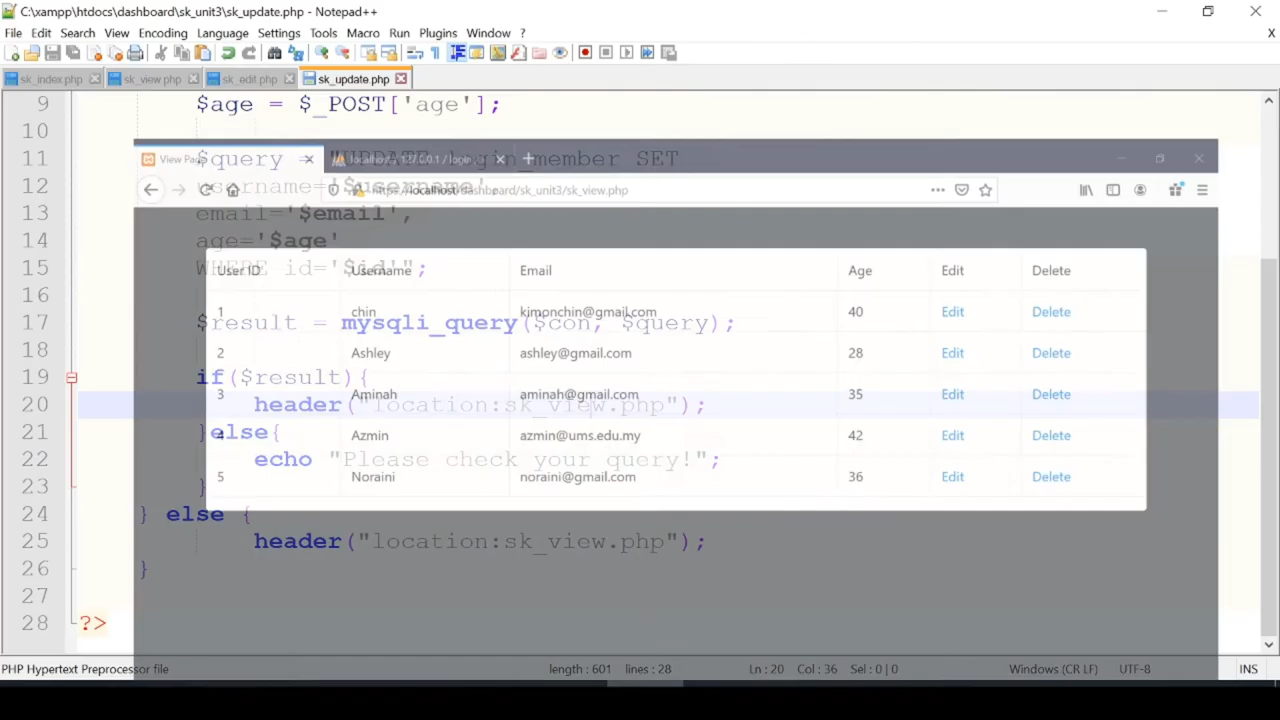 C:\xampp\htdocs\dashboard\sk_unit3\sk_update.php - Notepad++
File Edit Search View Encoding Language Settings Tools Macro Run Plugins Window ? X
sk_index.php sk_view.php sk_edit.php sk_update.php
9 $age = $_POST['age'];
10
11 $query = "UPDATE login_member SET
12 username='$username',
13 email='$email',
14 age='$age'
15 WHERE id='$id'";
16
17 $result = mysqli_query($con, $query);
18
19 if($result){
20 header("location:sk_view.php");
21 }else{
22 echo "Please check your query!";
23 }
24 } else {
25 header("location:sk_view.php");
26 }
27
28 ?>
View Page localhost / 127.0.0.1 / login
localhost/dashboard/sk_unit3/sk_view.php
User ID Username Email Age Edit Delete
1 chin kimonchin@gmail.com 40 Edit Delete
2 Ashley ashley@gmail.com 28 Edit Delete
3 Aminah aminah@gmail.com 35 Edit Delete
4 Azmin azmin@ums.edu.my 42 Edit Delete
5 Noraini noraini@gmail.com 36 Edit Delete
PHP Hypertext Preprocessor file length : 601 lines : 28 Ln : 20 Col : 36 Sel : 0 | 0 Windows (CR LF) UTF-8 INS